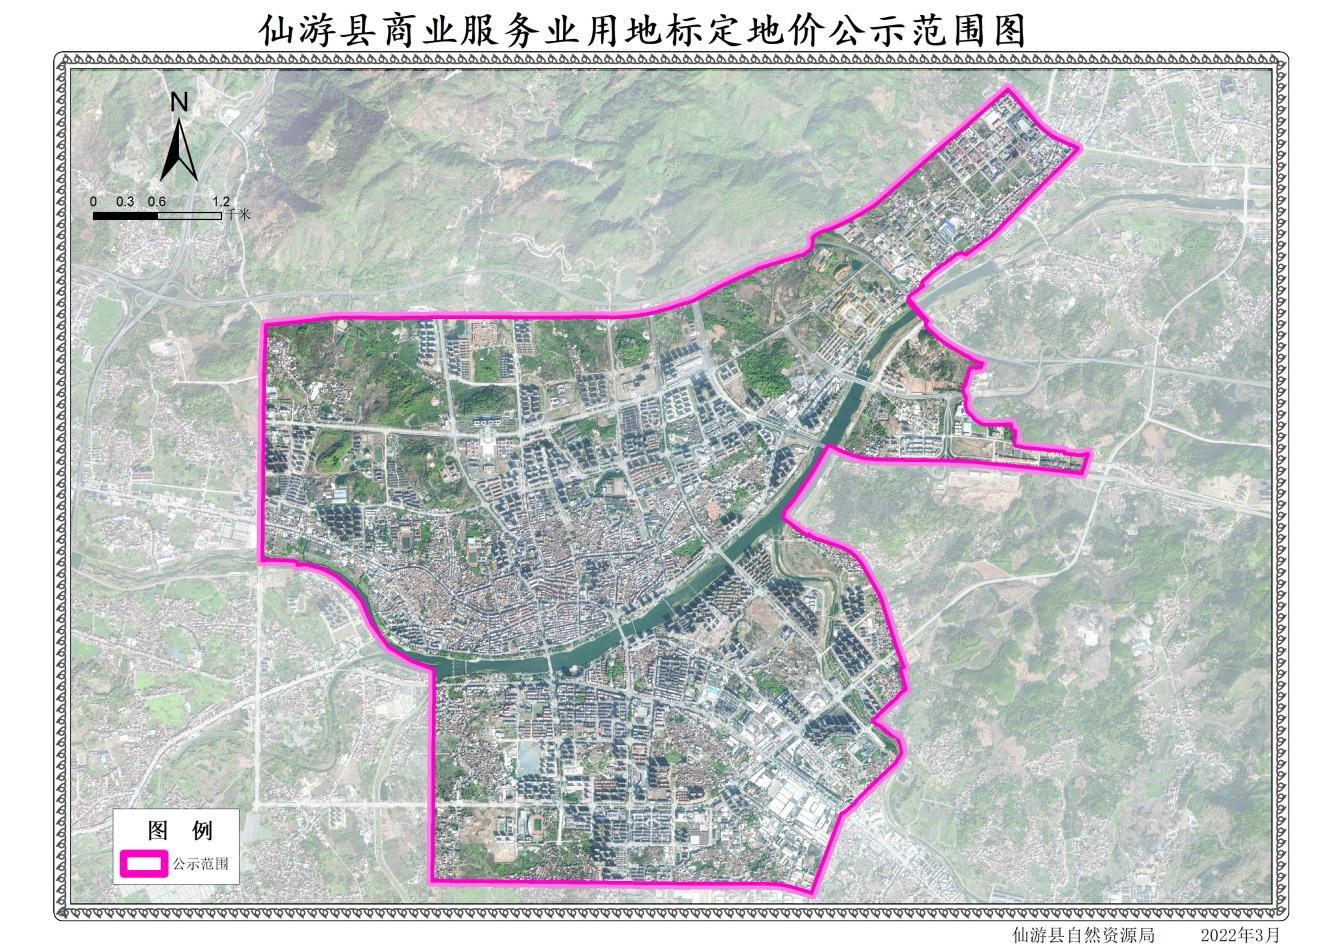 仙游县商业服务业用地标定地价公示范围图
N
0 0.3 0.6 1.2
千米
图 例
公示范围
仙游县自然资源局 2022年3月